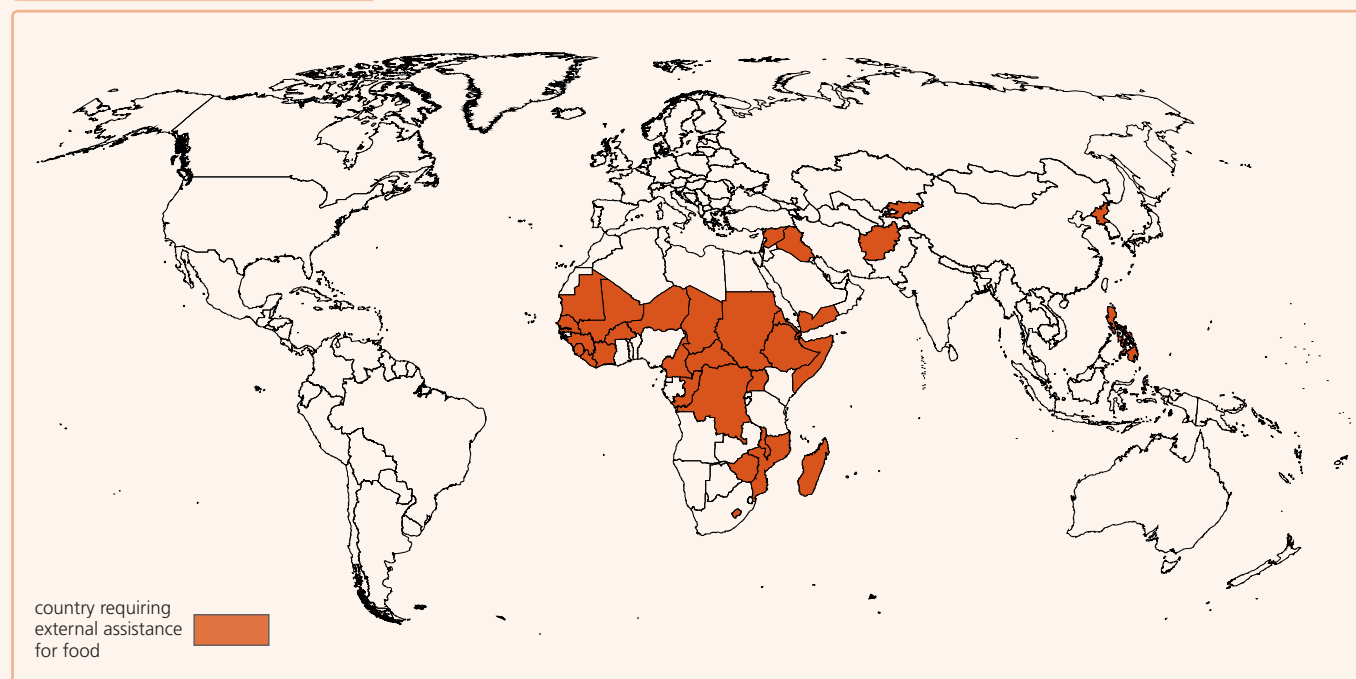 country requiring
external assistance
for food